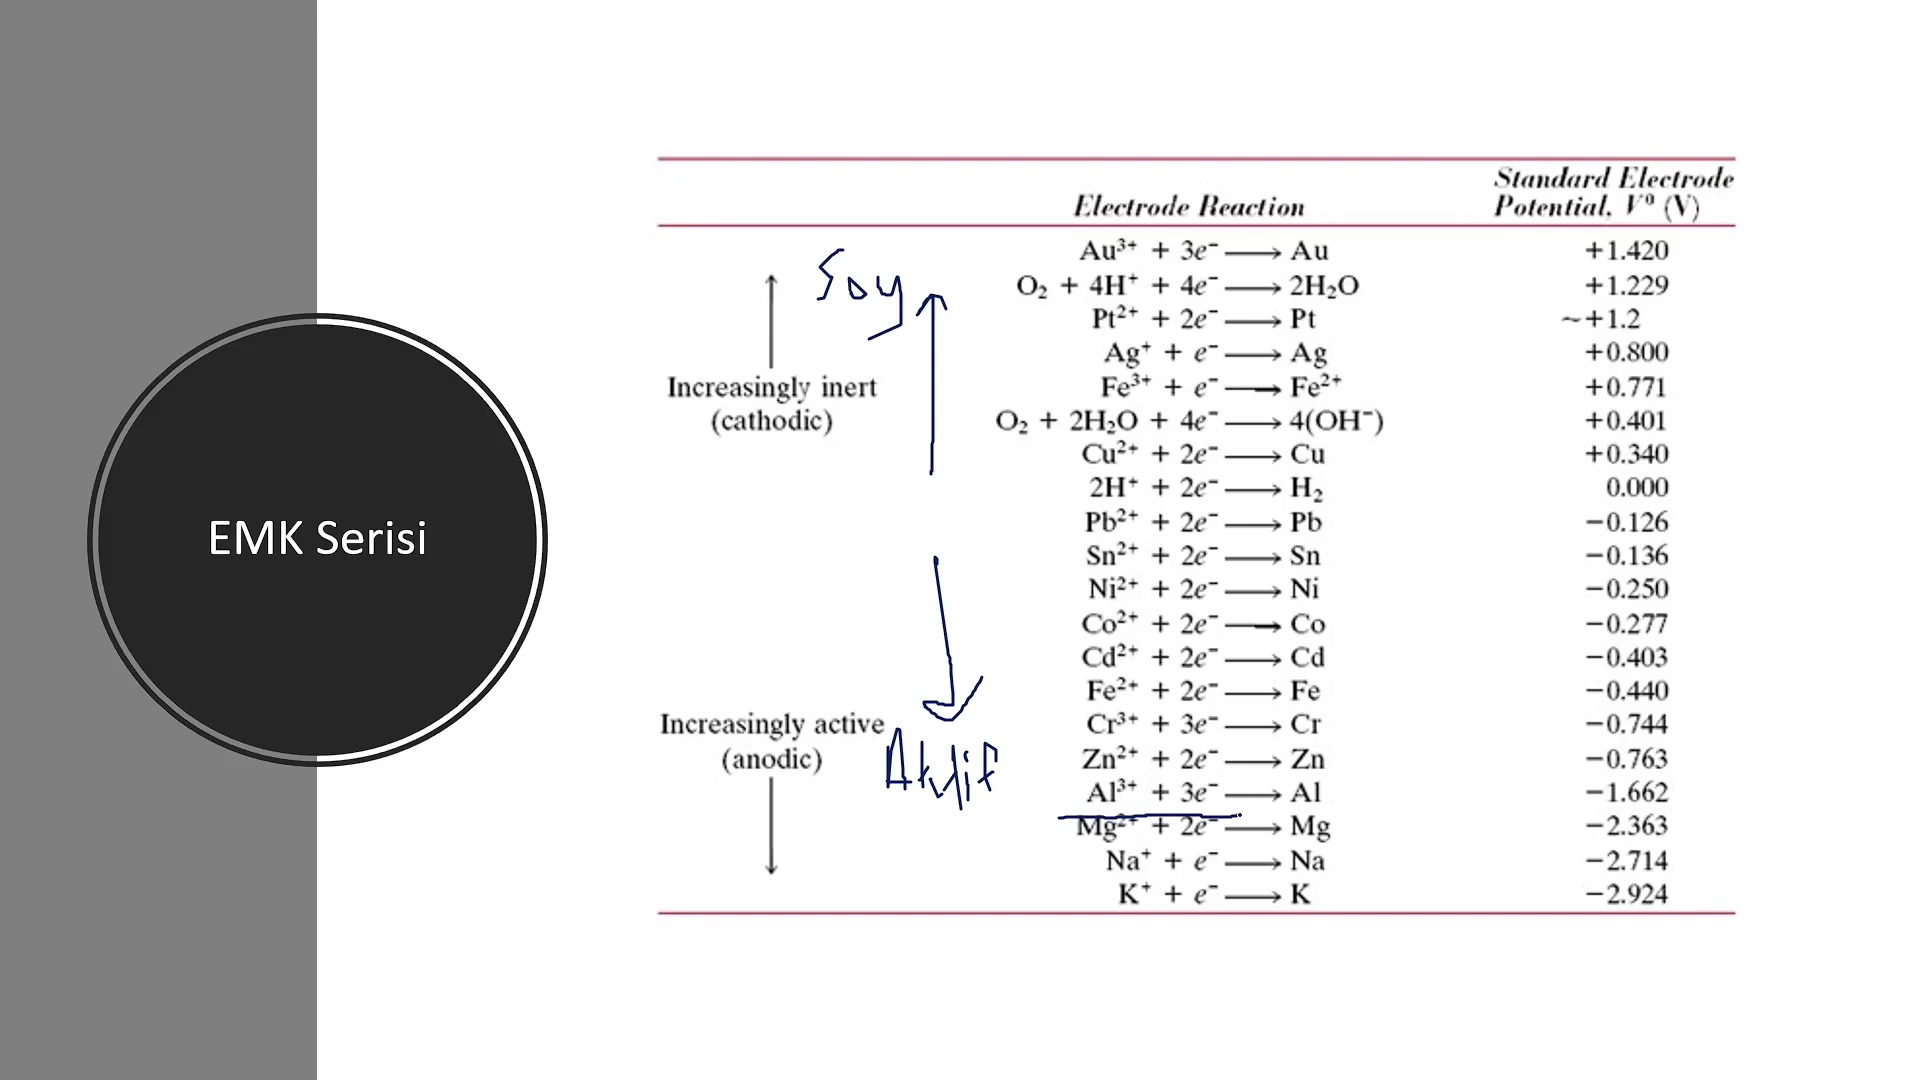 EMK Serisi
Electrode Reaction
Standard Electrode
Potential, V⁰ (V)
Au³⁺ + 3e⁻ ⟶ Au +1.420
O₂ + 4H⁺ + 4e⁻ ⟶ 2H₂O +1.229
Pt²⁺ + 2e⁻ ⟶ Pt ~+1.2
Ag⁺ + e⁻ ⟶ Ag +0.800
Fe³⁺ + e⁻ ⟶ Fe²⁺ +0.771
O₂ + 2H₂O + 4e⁻ ⟶ 4(OH⁻) +0.401
Cu²⁺ + 2e⁻ ⟶ Cu +0.340
2H⁺ + 2e⁻ ⟶ H₂ 0.000
Pb²⁺ + 2e⁻ ⟶ Pb −0.126
Sn²⁺ + 2e⁻ ⟶ Sn −0.136
Ni²⁺ + 2e⁻ ⟶ Ni −0.250
Co²⁺ + 2e⁻ ⟶ Co −0.277
Cd²⁺ + 2e⁻ ⟶ Cd −0.403
Fe²⁺ + 2e⁻ ⟶ Fe −0.440
Cr³⁺ + 3e⁻ ⟶ Cr −0.744
Zn²⁺ + 2e⁻ ⟶ Zn −0.763
Al³⁺ + 3e⁻ ⟶ Al −1.662
Mg²⁺ + 2e⁻ ⟶ Mg −2.363
Na⁺ + e⁻ ⟶ Na −2.714
K⁺ + e⁻ ⟶ K −2.924
Soy
Increasingly inert
(cathodic)
Increasingly active
(anodic)
Aktif